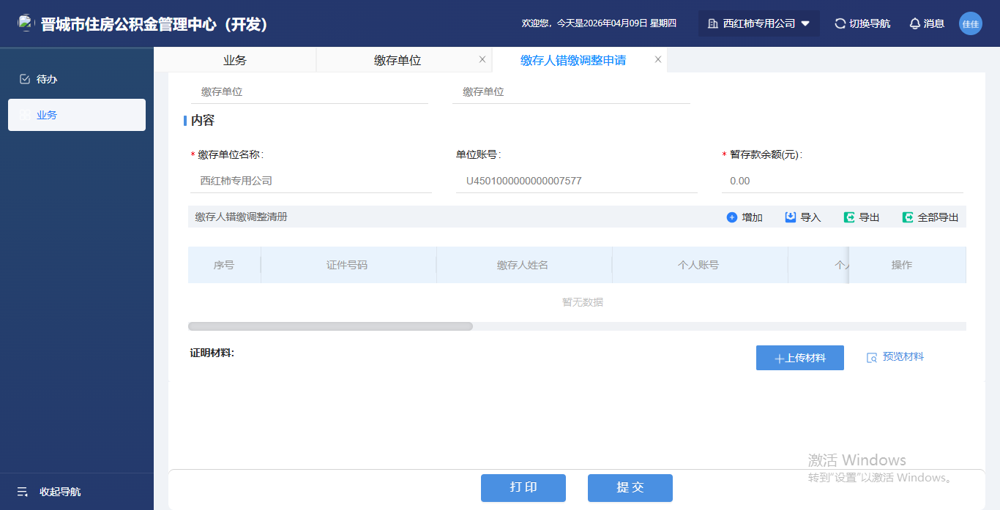 晋城市住房公积金管理中心（开发）
欢迎您，今天是2026年04月09日 星期四
西红柿专用公司
切换导航
消息
佳佳
待办
业务
收起导航
业务
缴存单位
缴存人错缴调整申请
缴存单位
缴存单位
内容
* 缴存单位名称:
单位账号:
* 暂存款余额(元):
西红柿专用公司
U4501000000000007577
0.00
缴存人错缴调整清册
增加
导入
导出
全部导出
序号
证件号码
缴存人姓名
个人账号
个人
操作
暂无数据
证明材料:
上传材料
预览材料
打 印
提 交
激活 Windows
转到"设置"以激活 Windows。